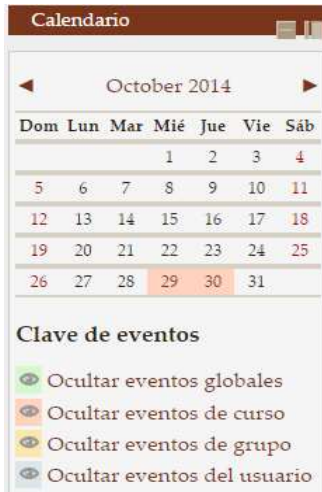 Calendario
◄ October 2014 ►
Dom Lun Mar Mié Jue Vie Sáb
1 2 3 4
5 6 7 8 9 10 11
12 13 14 15 16 17 18
19 20 21 22 23 24 25
26 27 28 29 30 31
Clave de eventos
Ocultar eventos globales
Ocultar eventos de curso
Ocultar eventos de grupo
Ocultar eventos del usuario